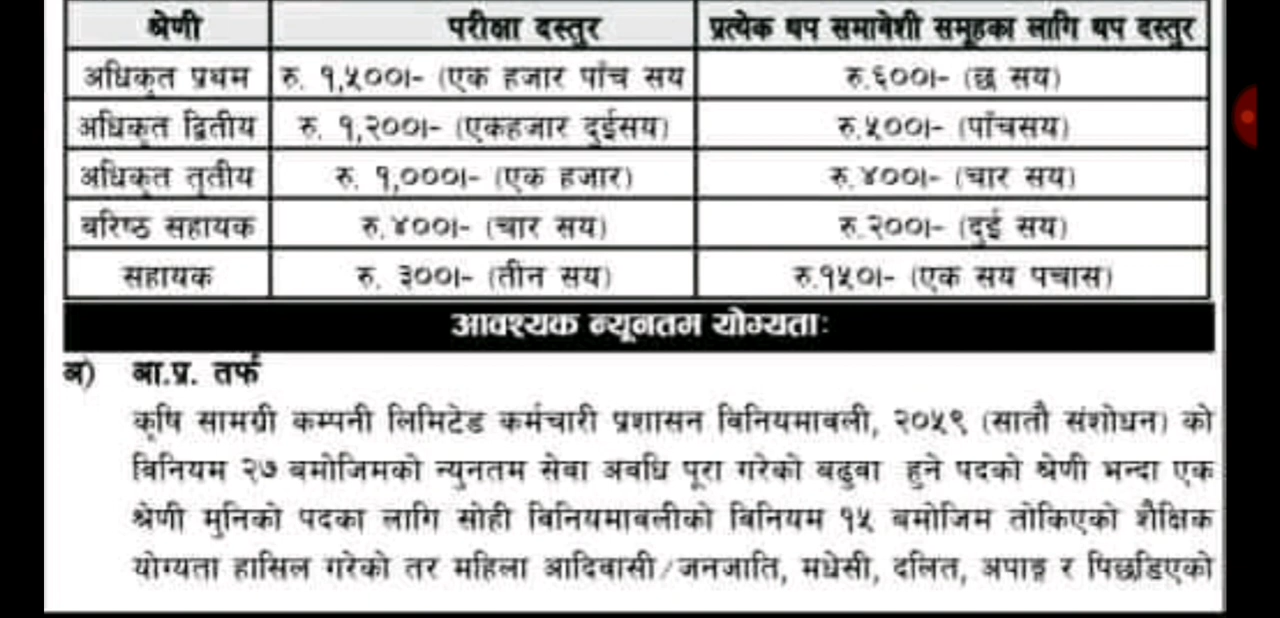 श्रेणी परीक्षा दस्तुर प्रत्येक थप समावेशी समूहका लागि थप दस्तुर
अधिकृत प्रथम रु. १,५००।- (एक हजार पाँच सय रु.६००।- (छ सय)
अधिकृत द्वितीय रु. १,२००।- (एकहजार दुईसय) रु.५००।- (पाँचसय)
अधिकृत तृतीय रु. १,०००।- (एक हजार) रु.४००।- (चार सय)
बरिष्ठ सहायक रु.४००।- (चार सय) रु.२००।- (दुई सय)
सहायक रु. ३००।- (तीन सय) रु.१५०।- (एक सय पचास)
आवश्यक न्यूनतम योग्यताः
अ) आ.प्र. तर्फ
कृषि सामग्री कम्पनी लिमिटेड कर्मचारी प्रशासन विनियमावली, २०५९ (सातौ संशोधन) को
विनियम २७ बमोजिमको न्युनतम सेवा अवधि पूरा गरेको बढुवा हुने पदको श्रेणी भन्दा एक
श्रेणी मुनिको पदका लागि सोही विनियमावलीको विनियम १५ बमोजिम तोकिएको शैक्षिक
योग्यता हासिल गरेको तर महिला आदिवासी/जनजाति, मधेसी, दलित, अपाङ्ग र पिछडिएको